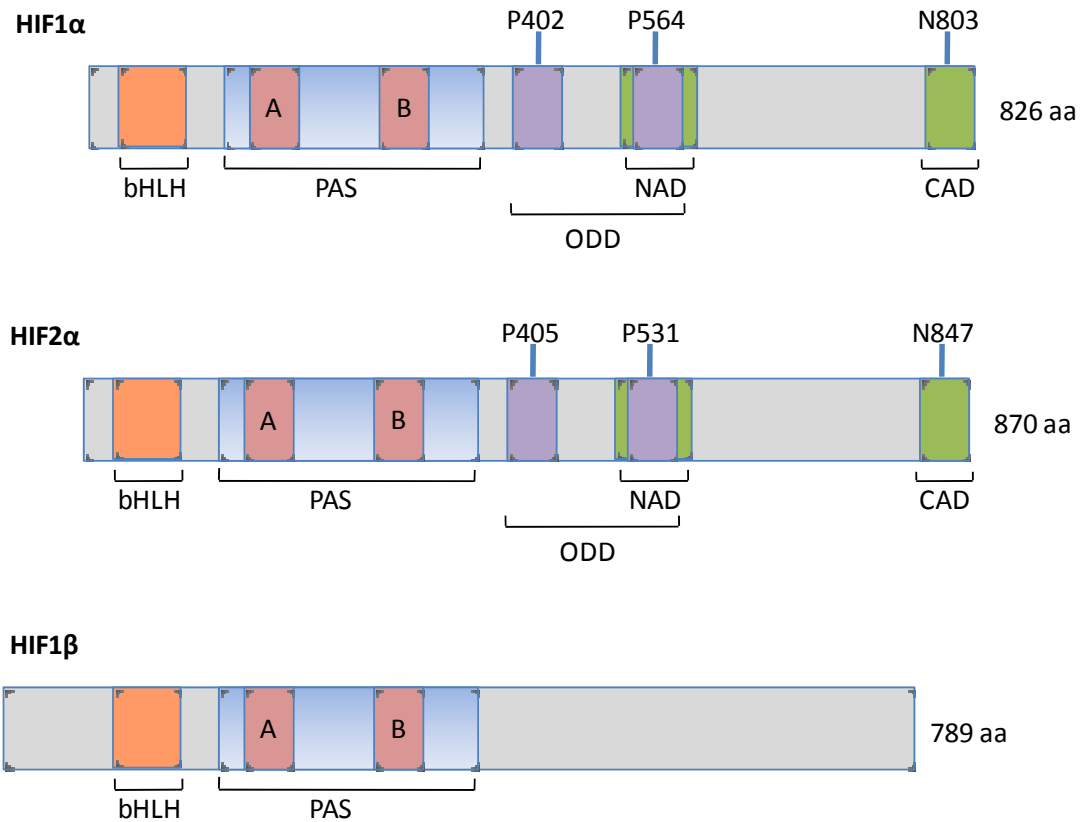 HIF1α
P402 P564 N803
A B
826 aa
bHLH PAS NAD CAD
ODD
HIF2α
P405 P531 N847
A B
870 aa
bHLH PAS NAD CAD
ODD
HIF1β
A B
789 aa
bHLH PAS